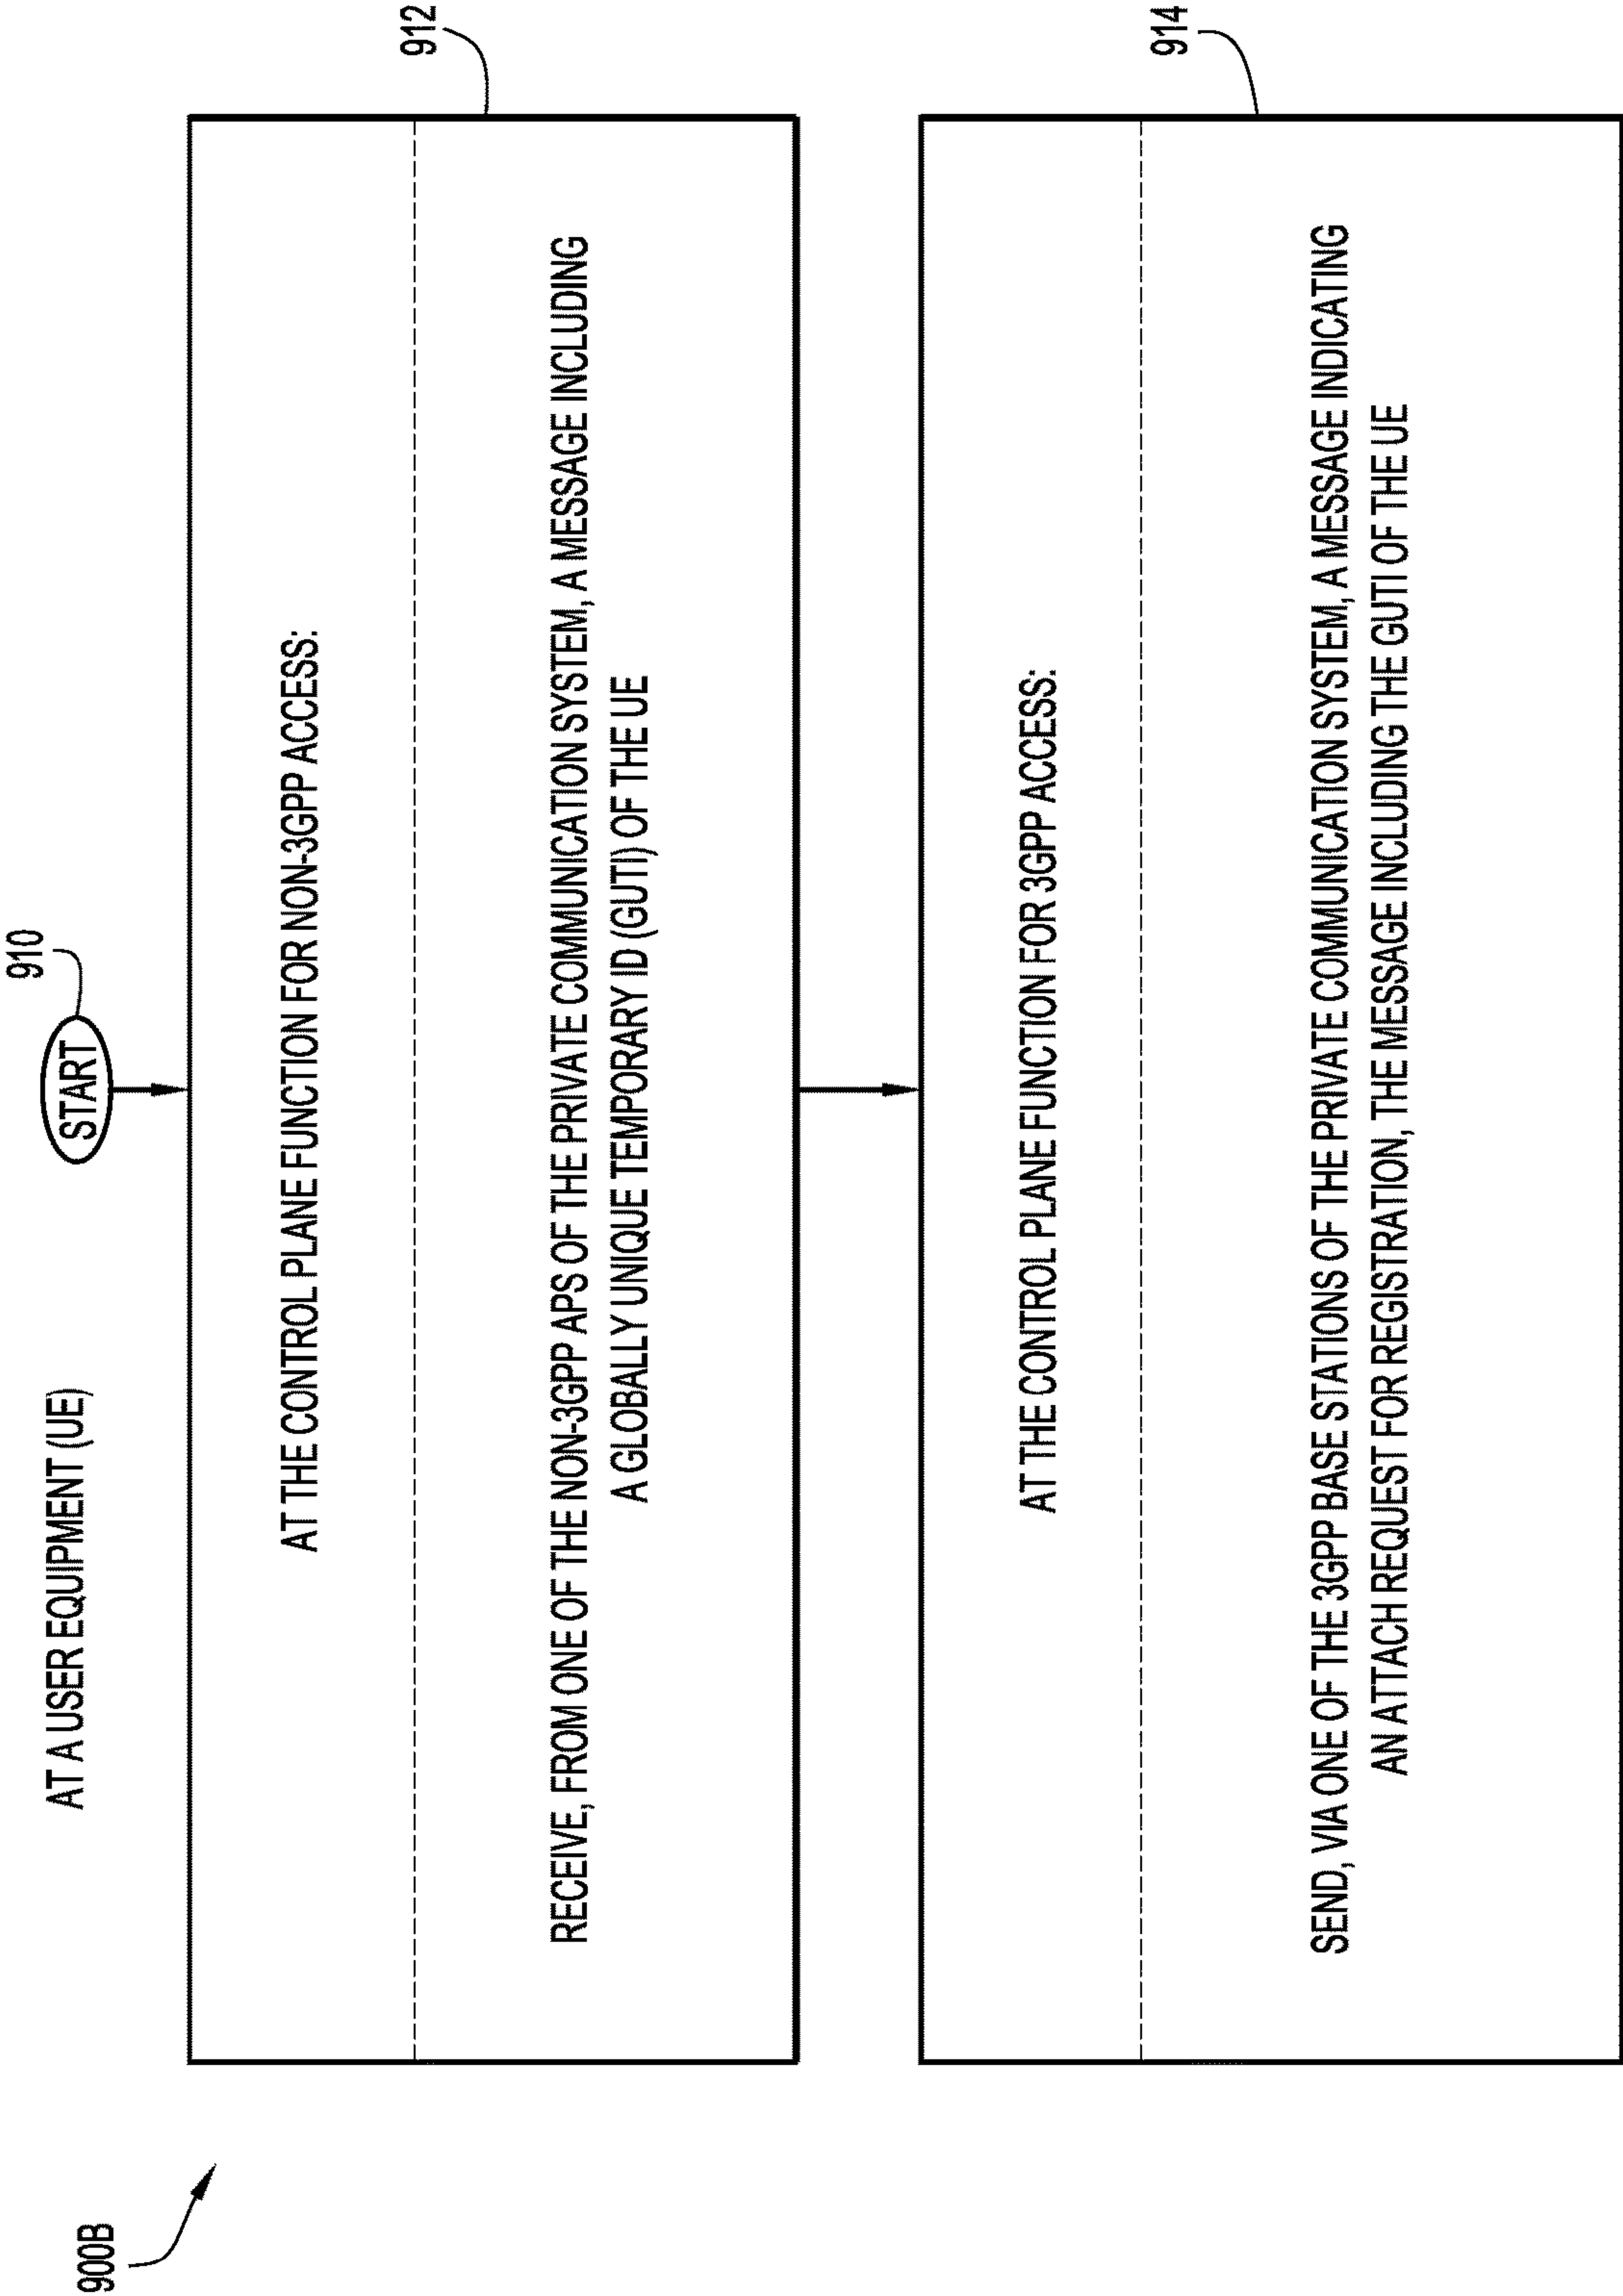 900B
AT A USER EQUIPMENT (UE)
START
910
AT THE CONTROL PLANE FUNCTION FOR NON-3GPP ACCESS:
912
RECEIVE, FROM ONE OF THE NON-3GPP APS OF THE PRIVATE COMMUNICATION SYSTEM, A MESSAGE INCLUDING
A GLOBALLY UNIQUE TEMPORARY ID (GUTI) OF THE UE
AT THE CONTROL PLANE FUNCTION FOR 3GPP ACCESS:
914
SEND, VIA ONE OF THE 3GPP BASE STATIONS OF THE PRIVATE COMMUNICATION SYSTEM, A MESSAGE INDICATING
AN ATTACH REQUEST FOR REGISTRATION, THE MESSAGE INCLUDING THE GUTI OF THE UE